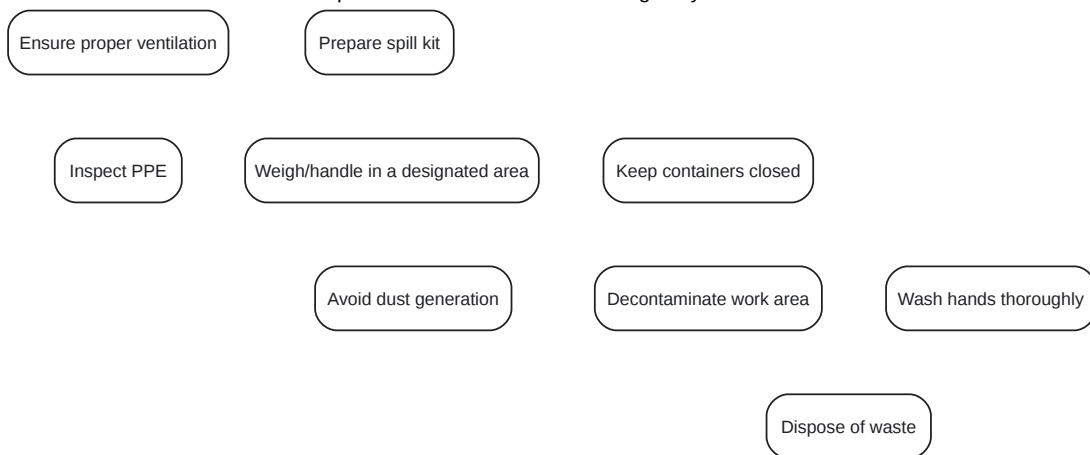 Ensure proper ventilation
Prepare spill kit
Inspect PPE
Weigh/handle in a designated area
Keep containers closed
Avoid dust generation
Decontaminate work area
Wash hands thoroughly
Dispose of waste